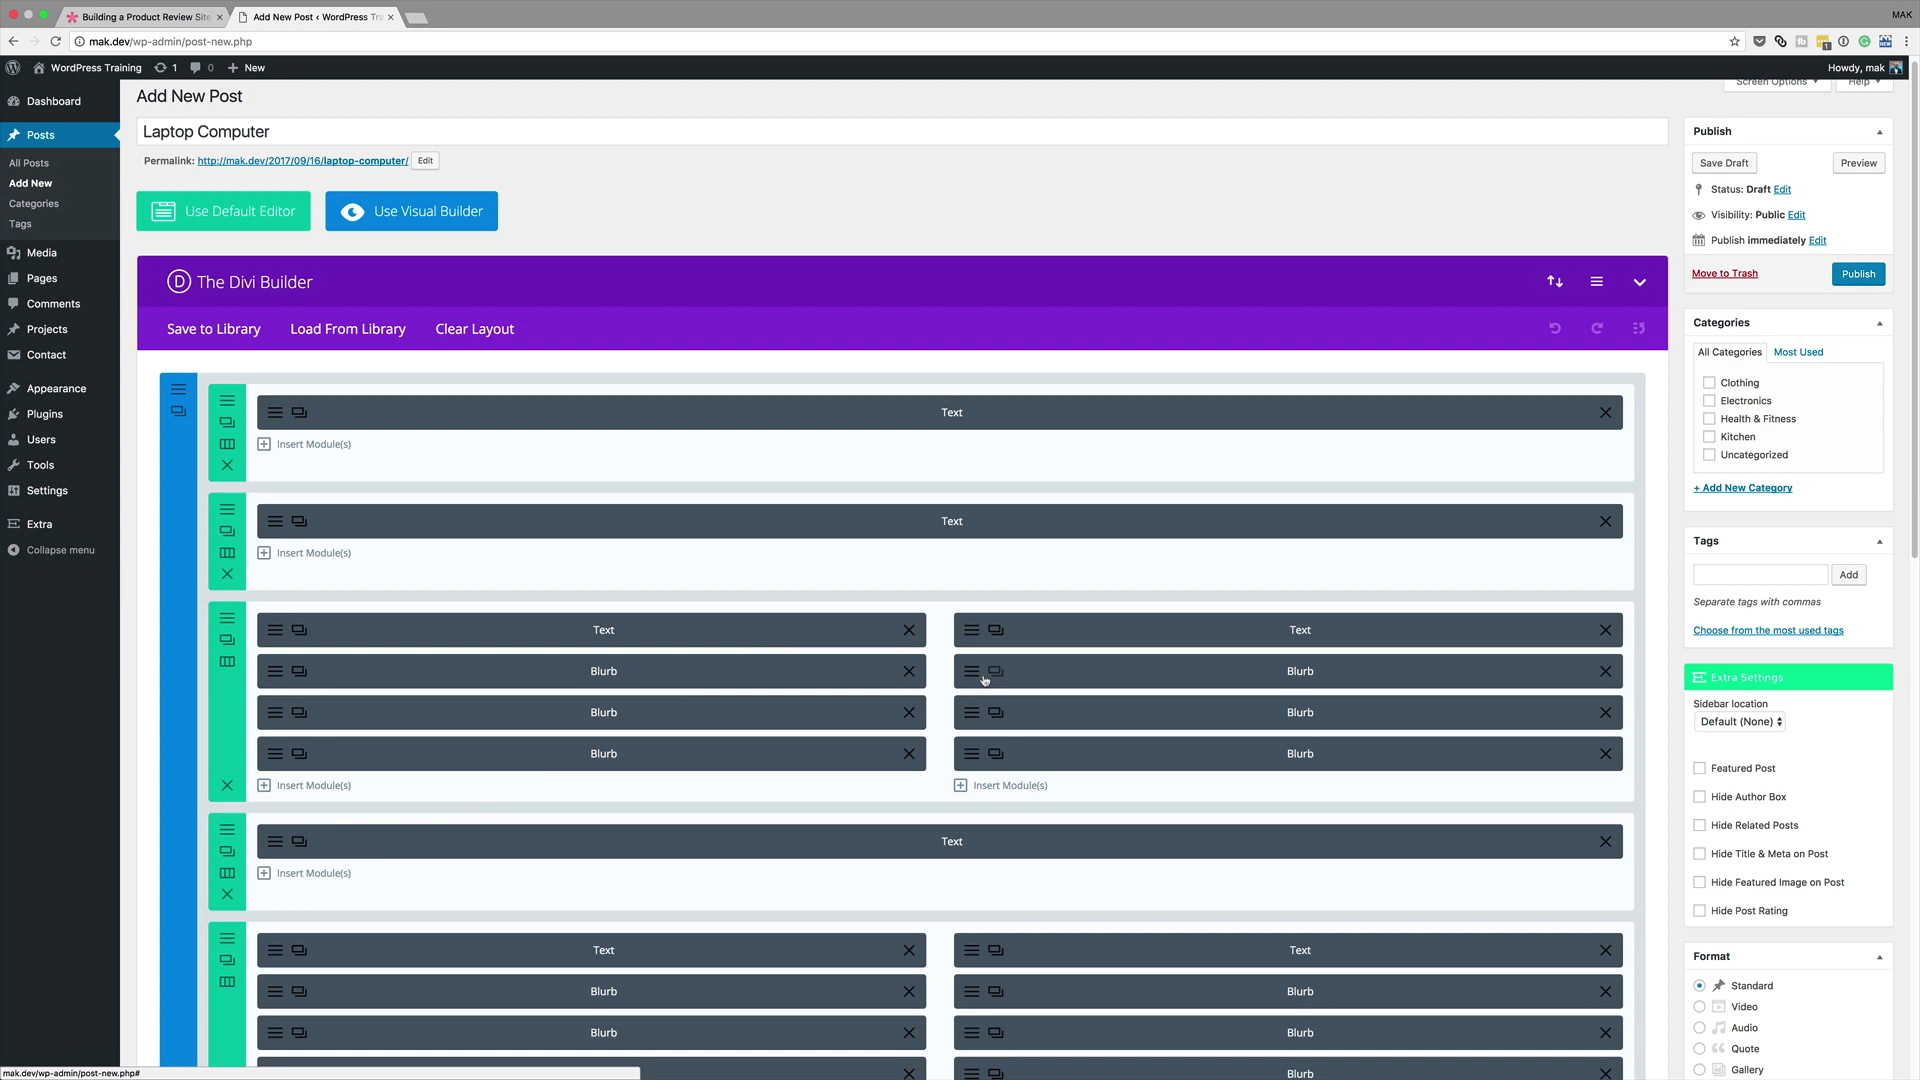 Building a Product Review Site
Add New Post ‹ WordPress Tra
MAK
mak.dev/wp-admin/post-new.php
WordPress Training
1
0
New
Howdy, mak
Dashboard
Posts
All Posts
Add New
Categories
Tags
Media
Pages
Comments
Projects
Contact
Appearance
Plugins
Users
Tools
Settings
Extra
Collapse menu
Screen Options
Help
Add New Post
Laptop Computer
Permalink: http://mak.dev/2017/09/16/laptop-computer/ Edit
Use Default Editor
Use Visual Builder
D The Divi Builder
Save to Library
Load From Library
Clear Layout
Text
Insert Module(s)
Text
Insert Module(s)
Text
Text
Blurb
Blurb
Blurb
Blurb
Blurb
Blurb
Insert Module(s)
Insert Module(s)
Text
Insert Module(s)
Text
Text
Blurb
Blurb
Blurb
Blurb
Blurb
Publish
Save Draft
Preview
Status: Draft Edit
Visibility: Public Edit
Publish immediately Edit
Move to Trash
Publish
Categories
All Categories
Most Used
Clothing
Electronics
Health & Fitness
Kitchen
Uncategorized
+ Add New Category
Tags
Add
Separate tags with commas
Choose from the most used tags
Extra Settings
Sidebar location
Default (None)
Featured Post
Hide Author Box
Hide Related Posts
Hide Title & Meta on Post
Hide Featured Image on Post
Hide Post Rating
Format
Standard
Video
Audio
Quote
Gallery
mak.dev/wp-admin/post-new.php#